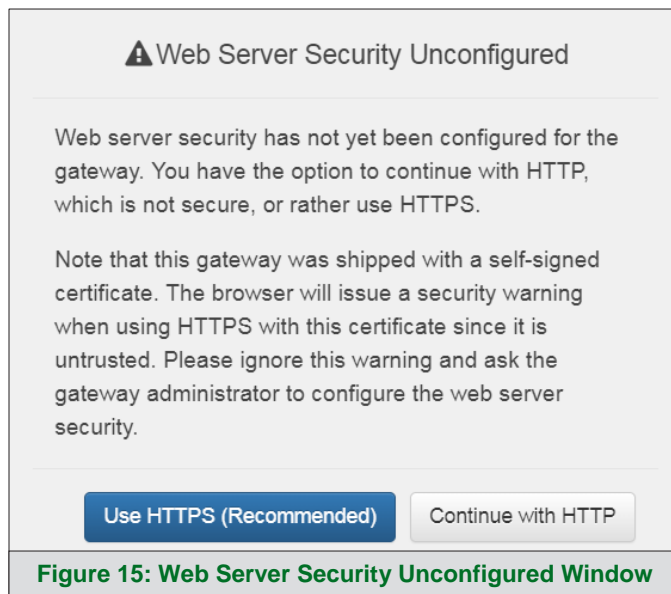 Web Server Security Unconfigured
Web server security has not yet been configured for the
gateway. You have the option to continue with HTTP,
which is not secure, or rather use HTTPS.
Note that this gateway was shipped with a self-signed
certificate. The browser will issue a security warning
when using HTTPS with this certificate since it is
untrusted. Please ignore this warning and ask the
gateway administrator to configure the web server
security.
Use HTTPS (Recommended) Continue with HTTP
Figure 15: Web Server Security Unconfigured Window